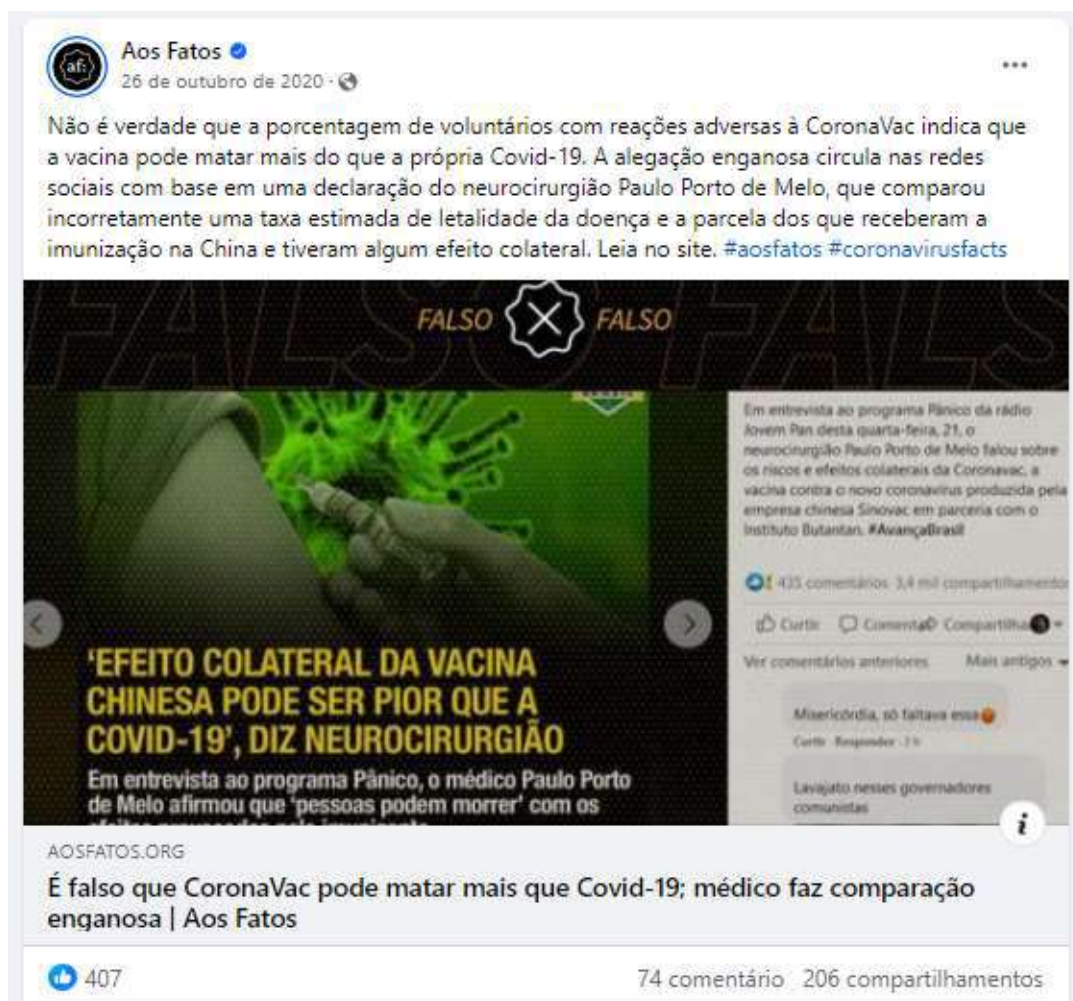 Aos Fatos
af:
26 de outubro de 2020 ·
Não é verdade que a porcentagem de voluntários com reações adversas à CoronaVac indica que
a vacina pode matar mais do que a própria Covid-19. A alegação enganosa circula nas redes
sociais com base em uma declaração do neurocirurgião Paulo Porto de Melo, que comparou
incorretamente uma taxa estimada de letalidade da doença e a parcela dos que receberam a
imunização na China e tiveram algum efeito colateral. Leia no site. #aosfatos #coronavirusfacts
FALSO FALSO
Em entrevista ao programa Pânico da rádio
Jovem Pan desta quarta-feira, 21, o
neurocirurgião Paulo Porto de Melo falou sobre
os riscos e efeitos colaterais da Coronavac, a
vacina contra o novo coronavírus produzida pela
empresa chinesa Sinovac em parceria com o
Instituto Butantan. #AvançaBrasil
435 comentários 3,4 mil compartilhamentos
Curtir Comentar Compartilha
Ver comentários anteriores Mais antigos
Misericórdia, só faltava essa
Curtir · Responder
Lavajato nesses governadores
comunistas
'EFEITO COLATERAL DA VACINA
CHINESA PODE SER PIOR QUE A
COVID-19', DIZ NEUROCIRURGIÃO
Em entrevista ao programa Pânico, o médico Paulo Porto
de Melo afirmou que 'pessoas podem morrer' com os
AOSFATOS.ORG
É falso que CoronaVac pode matar mais que Covid-19; médico faz comparação
enganosa | Aos Fatos
407
74 comentário 206 compartilhamentos